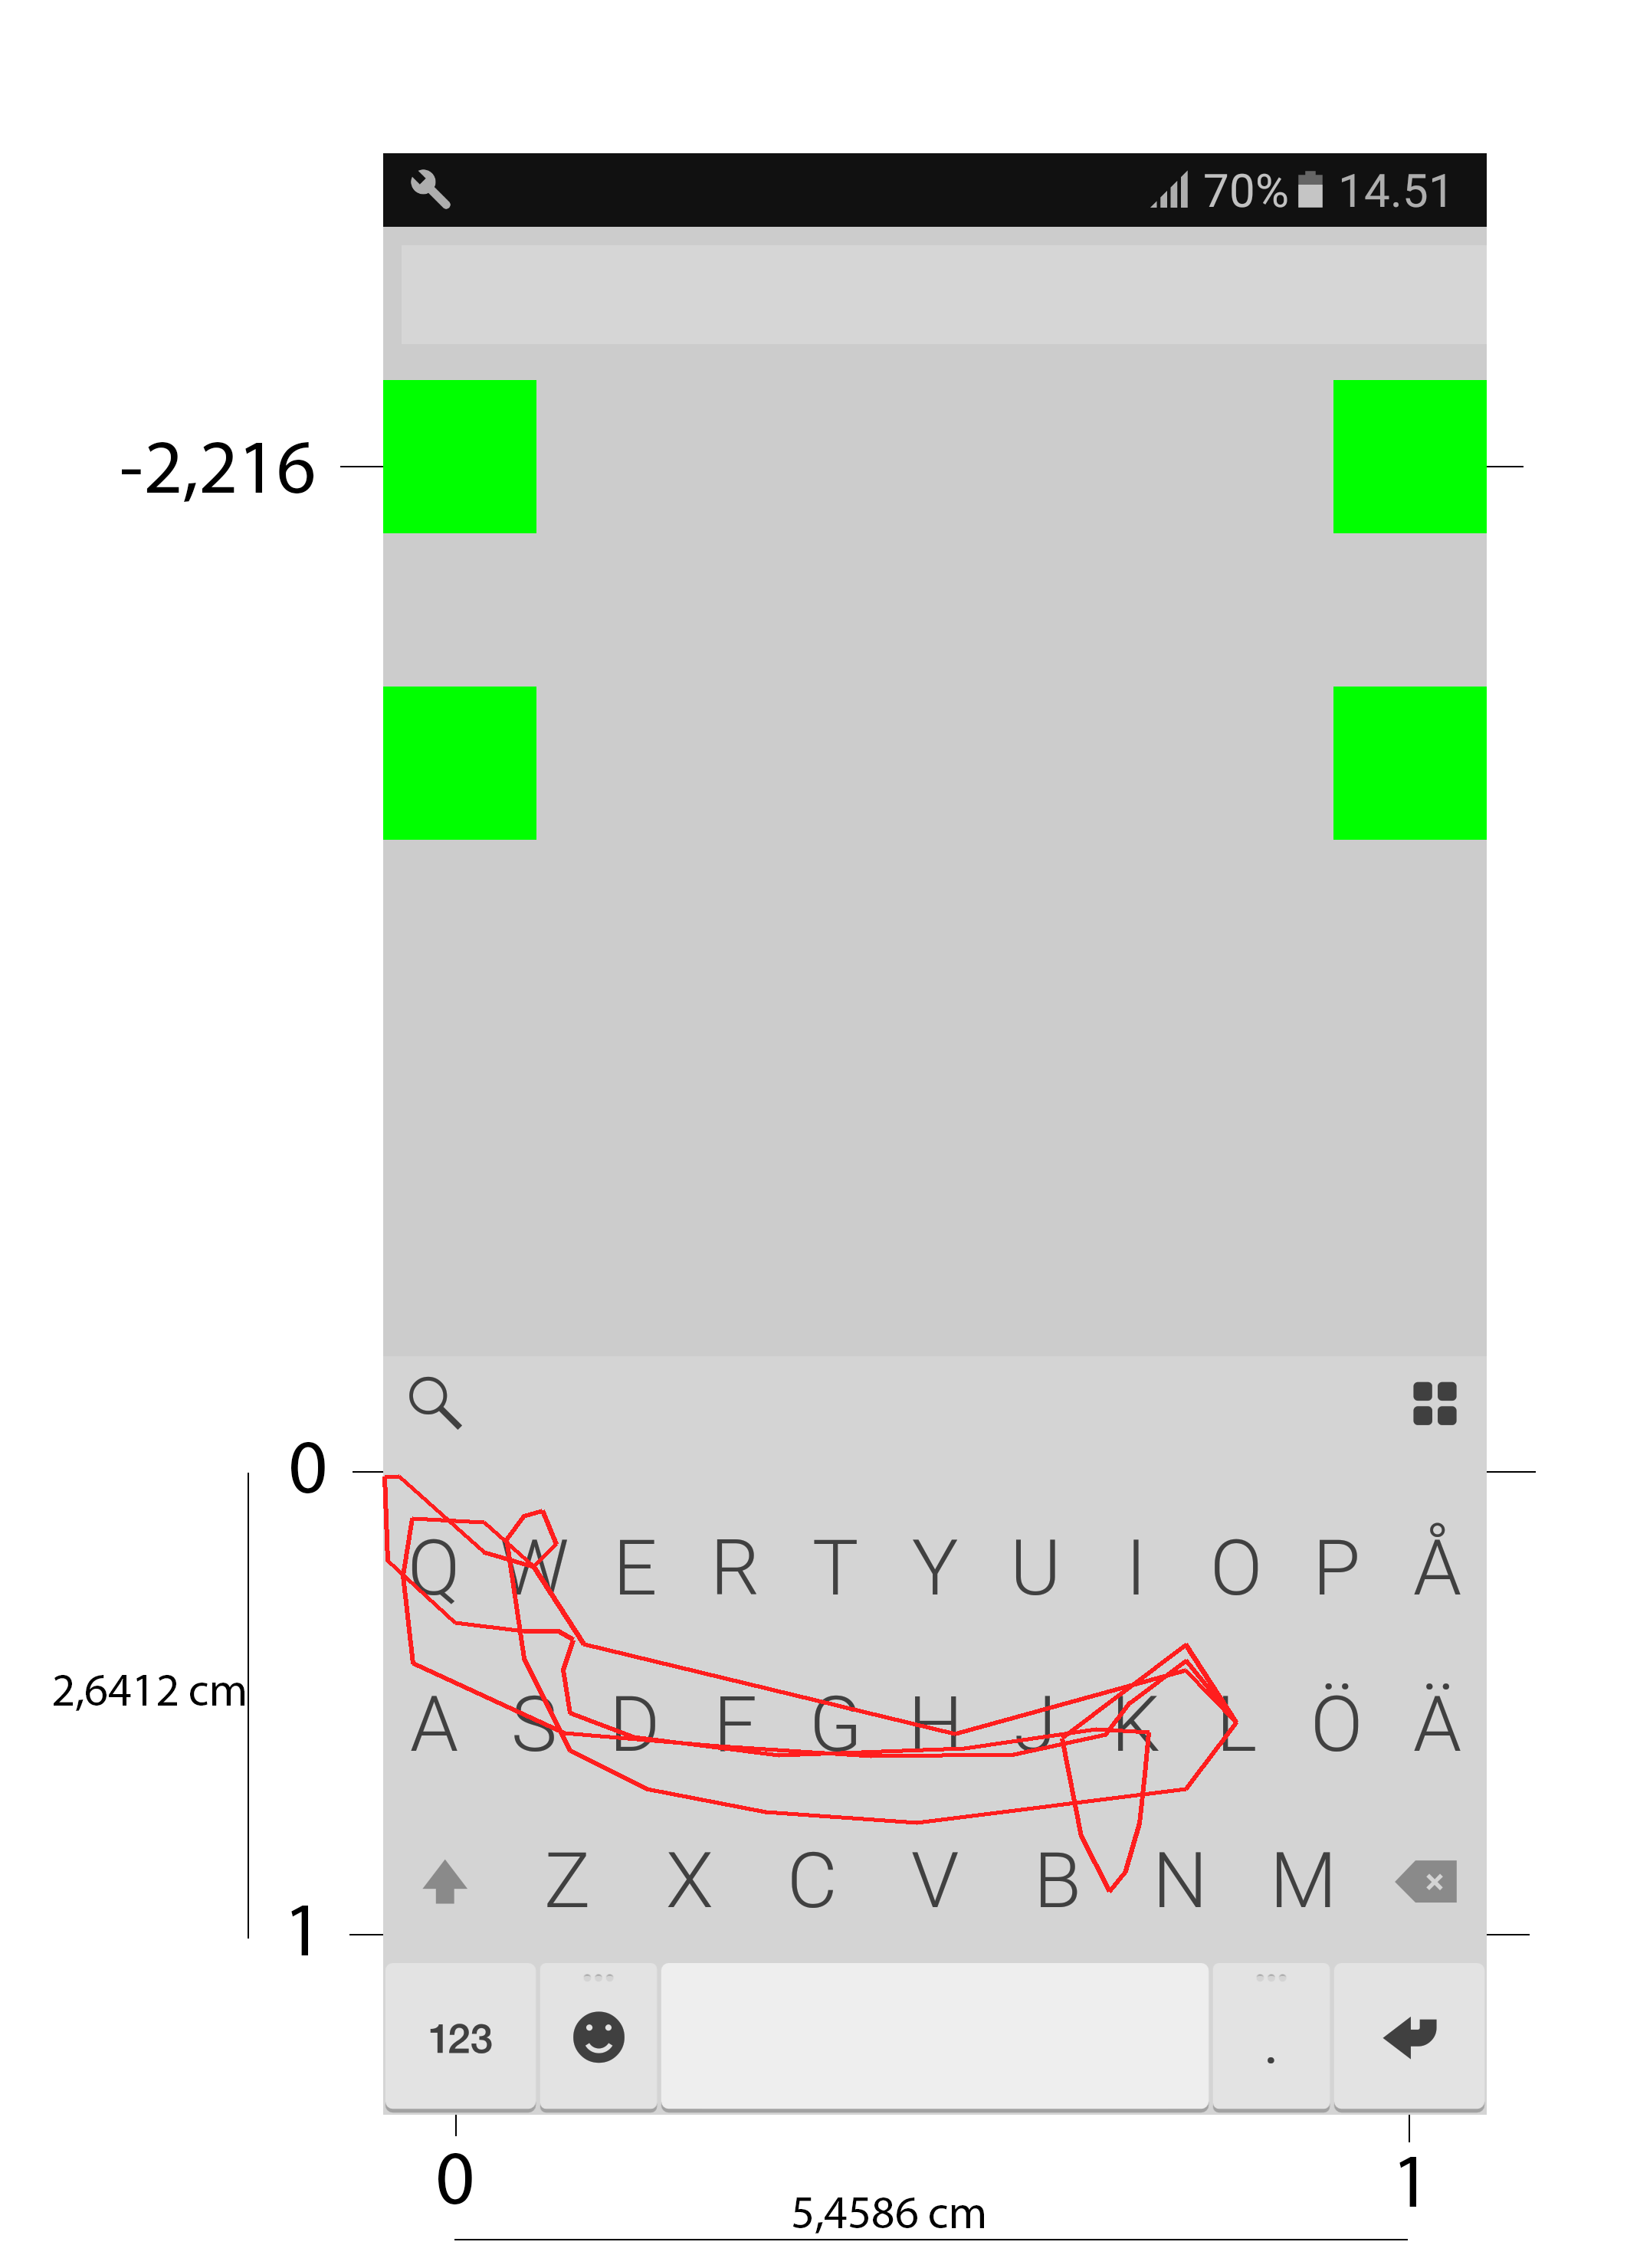 70% 14.51
-2,216
0
Q W E R T Y U I O P Å
2,6412 cm
A S D F G H J K L Ö Ä
Z X C V B N M
1
123 .
0 1
5,4586 cm